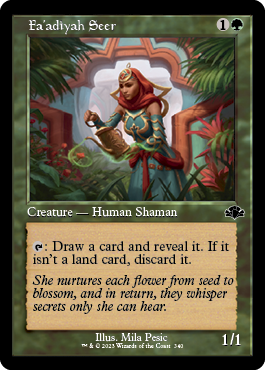 Fa'adiyah Seer 1
Creature — Human Shaman
: Draw a card and reveal it. If it
isn't a land card, discard it.
She nurtures each flower from seed to
blossom, and in return, they whisper
secrets only she can hear.
Illus. Mila Pesic
™ & © 2023 Wizards of the Coast 340
1/1